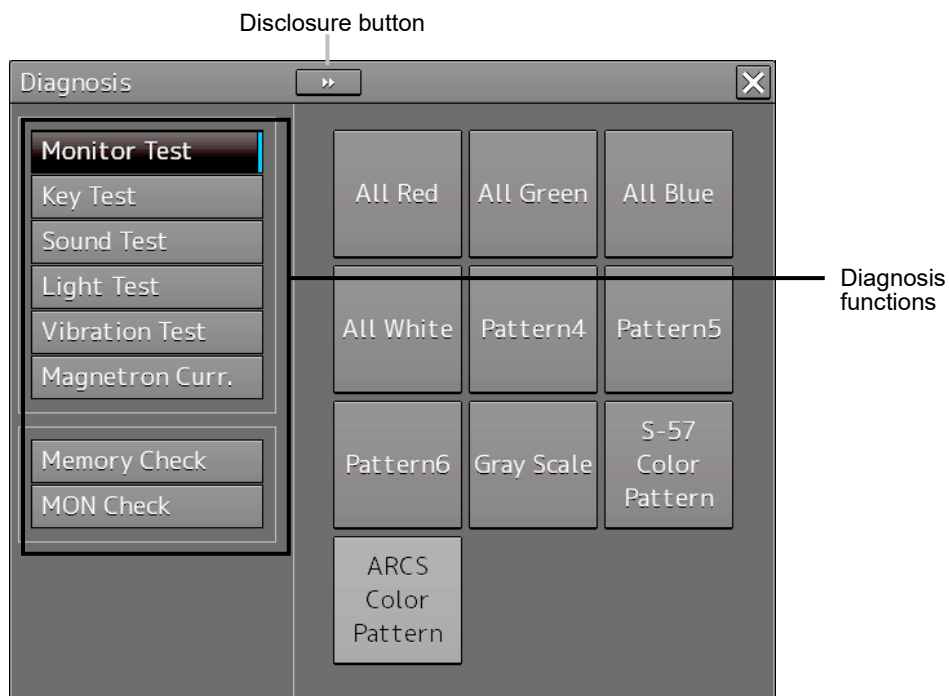 Disclosure button
Diagnosis
Monitor Test
Key Test
Sound Test
Light Test
Vibration Test
Magnetron Curr.
Memory Check
MON Check
All Red
All Green
All Blue
All White
Pattern4
Pattern5
Pattern6
Gray Scale
S-57
Color
Pattern
ARCS
Color
Pattern
Diagnosis
functions